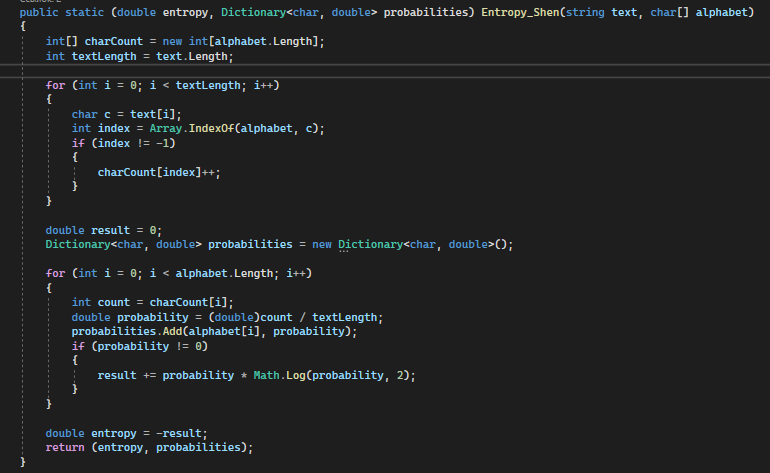 public static (double entropy, Dictionary<char, double> probabilities) Entropy_Shen(string text, char[] alphabet)
{
    int[] charCount = new int[alphabet.Length];
    int textLength = text.Length;
    for (int i = 0; i < textLength; i++)
    {
        char c = text[i];
        int index = Array.IndexOf(alphabet, c);
        if (index != -1)
        {
            charCount[index]++;
        }
    }
    double result = 0;
    Dictionary<char, double> probabilities = new Dictionary<char, double>();
    for (int i = 0; i < alphabet.Length; i++)
    {
        int count = charCount[i];
        double probability = (double)count / textLength;
        probabilities.Add(alphabet[i], probability);
        if (probability != 0)
        {
            result += probability * Math.Log(probability, 2);
        }
    }
    double entropy = -result;
    return (entropy, probabilities);
}